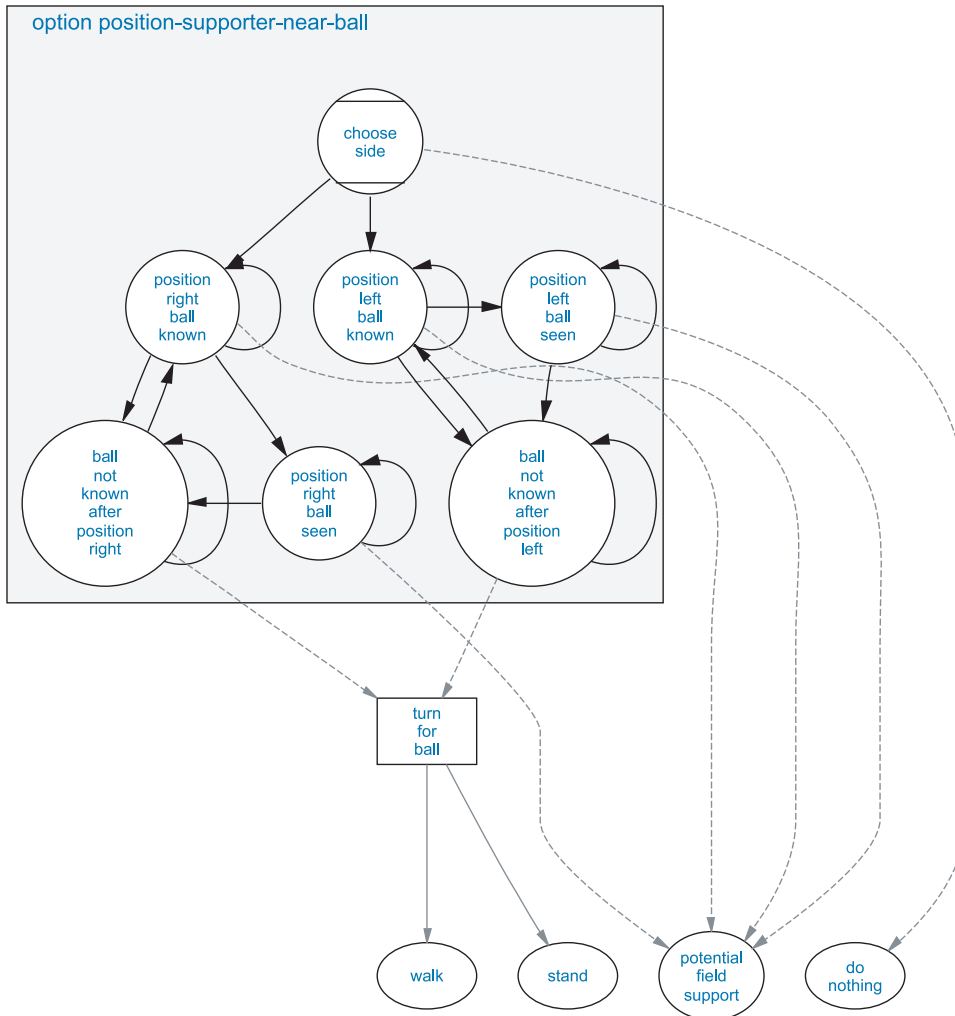 option position-supporter-near-ball
choose
side
position
right
ball
known
position
left
ball
known
position
left
ball
seen
ball
not
known
after
position
right
position
right
ball
seen
ball
not
known
after
position
left
turn
for
ball
walk
stand
potential
field
support
do
nothing